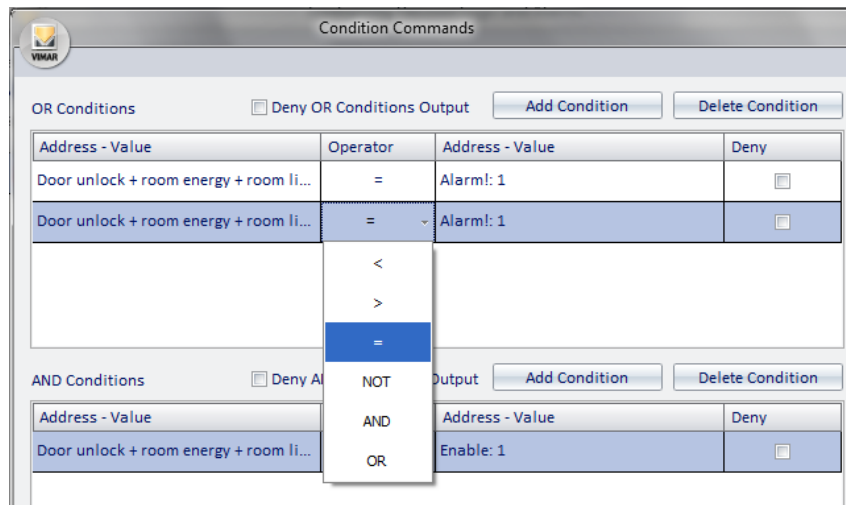 Condition Commands
VIMAR
OR Conditions Deny OR Conditions Output Add Condition Delete Condition
Address - Value Operator Address - Value Deny
Door unlock + room energy + room li... = Alarm!: 1
Door unlock + room energy + room li... = Alarm!: 1
<
>
=
AND Conditions Deny NOT Output Add Condition Delete Condition
Address - Value AND Address - Value Deny
Door unlock + room energy + room li... OR Enable: 1